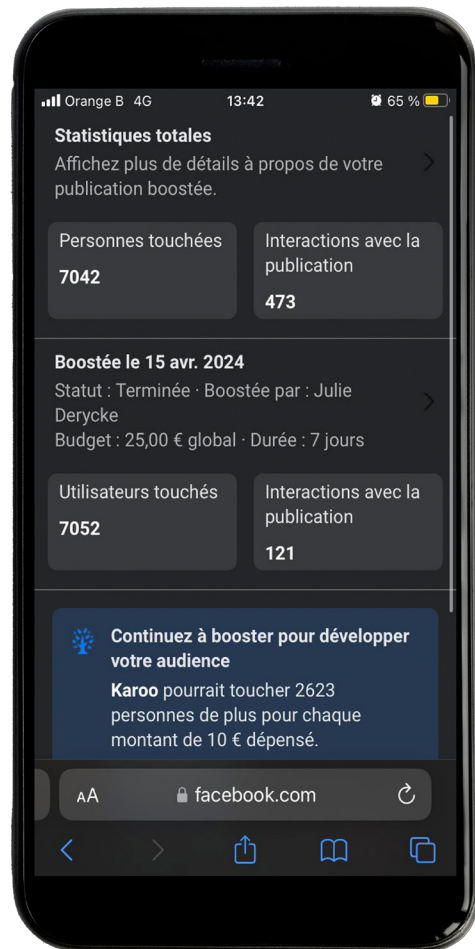 Orange B 4G 13:42 65 %
Statistiques totales
Affichez plus de détails à propos de votre
publication boostée.
Personnes touchées
7042
Interactions avec la
publication
473
Boostée le 15 avr. 2024
Statut : Terminée · Boostée par : Julie
Derycke
Budget : 25,00 € global · Durée : 7 jours
Utilisateurs touchés
7052
Interactions avec la
publication
121
Continuez à booster pour développer
votre audience
Karoo pourrait toucher 2623
personnes de plus pour chaque
montant de 10 € dépensé.
AA facebook.com